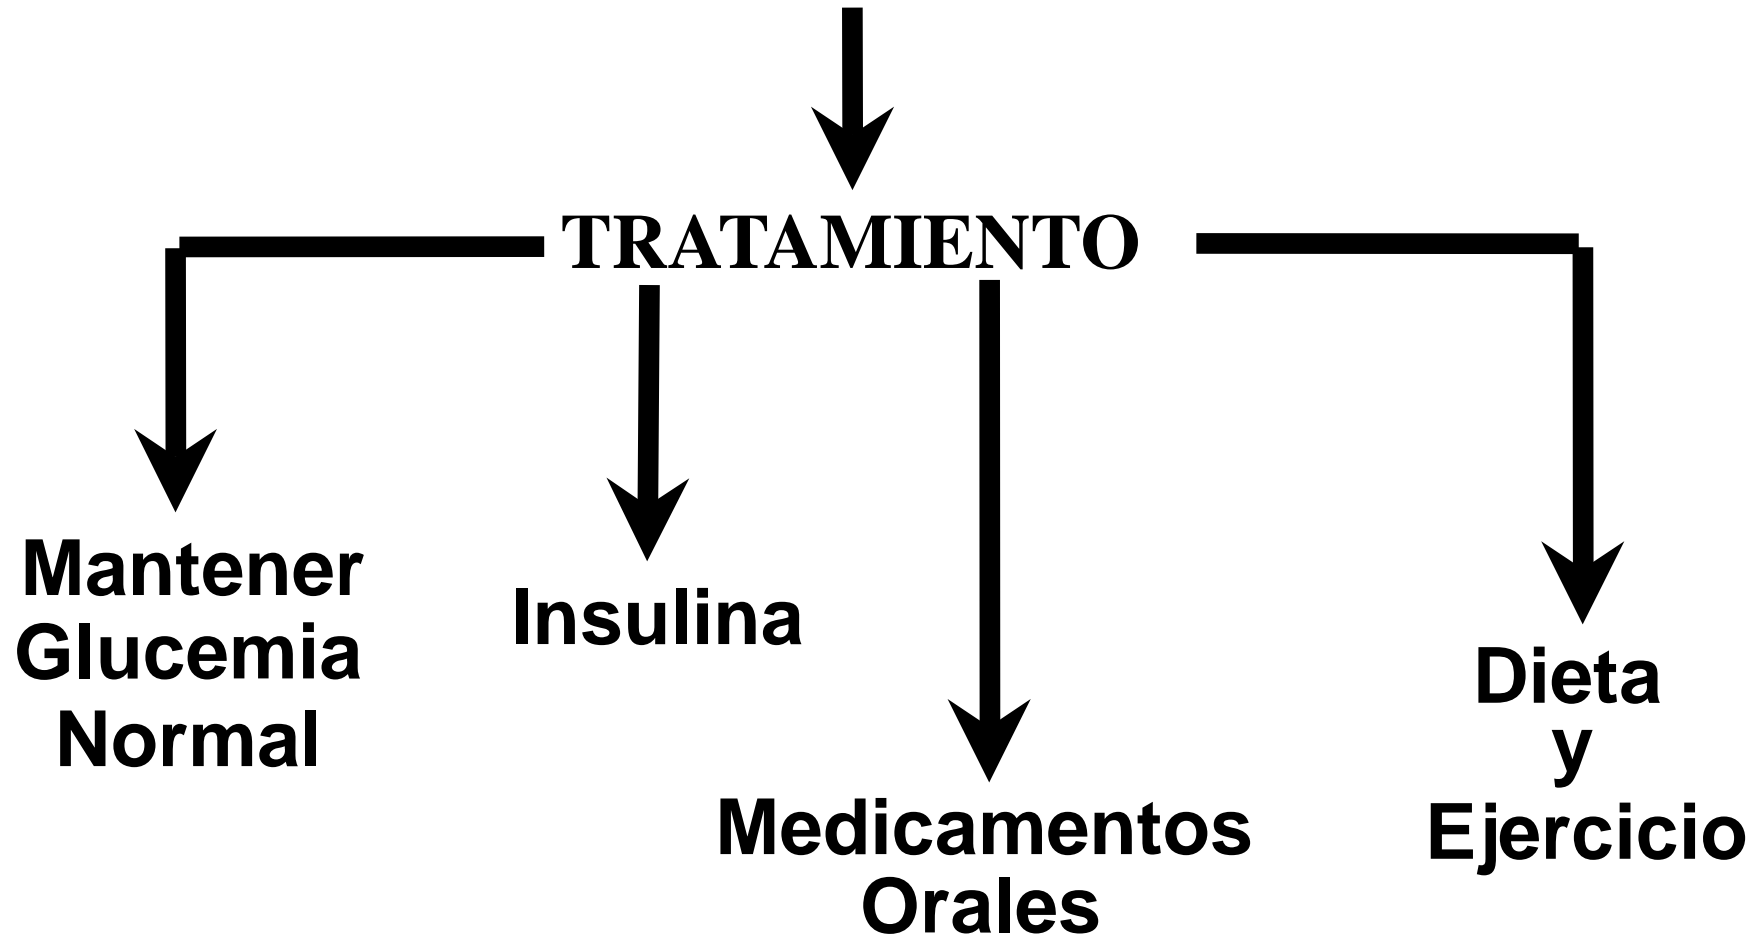 TRATAMIENTO
Mantener
Glucemia
Normal
Insulina
Medicamentos
Orales
Dieta
y
Ejercicio